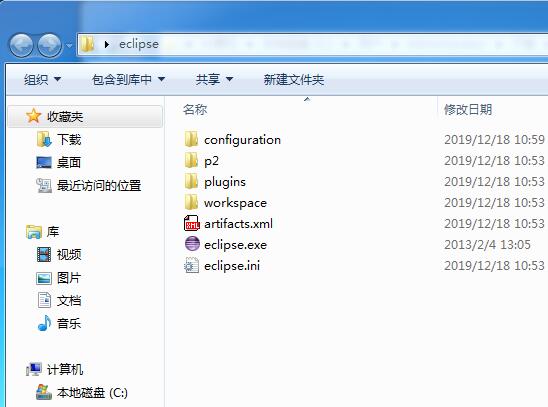 eclipse
组织 包含到库中 共享 新建文件夹
收藏夹
下载
桌面
最近访问的位置
库
视频
图片
文档
音乐
计算机
本地磁盘 (C:)
名称 修改日期
configuration 2019/12/18 10:59
p2 2019/12/18 10:53
plugins 2019/12/18 10:53
workspace 2019/12/18 10:53
artifacts.xml 2019/12/18 10:53
eclipse.exe 2013/2/4 13:05
eclipse.ini 2019/12/18 10:53